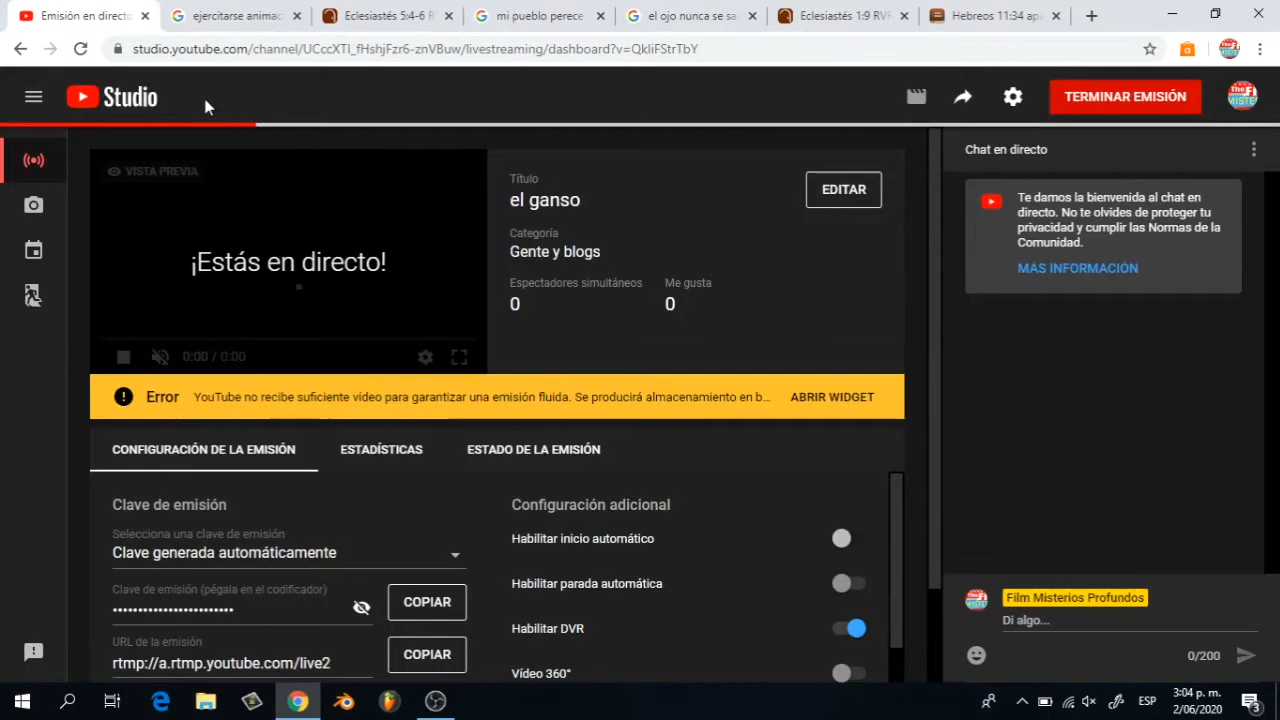 Emisión en direct
ejercitarse animac
Eclesiastés 5:4-6 R
mi pueblo perece
el ojo nunca se sa
Eclesiastés 1:9 RVF
Hebreos 11:34 apa
studio.youtube.com/channel/UCccXTI_fHshjFzr6-znVBuw/livestreaming/dashboard?v=QkIiFStrTbY
Studio
TERMINAR EMISIÓN
VISTA PREVIA
¡Estás en directo!
0:00 / 0:00
Título
el ganso
EDITAR
Categoría
Gente y blogs
Espectadores simultáneos
Me gusta
0
0
Error
YouTube no recibe suficiente vídeo para garantizar una emisión fluida. Se producirá almacenamiento en b...
ABRIR WIDGET
CONFIGURACIÓN DE LA EMISIÓN
ESTADÍSTICAS
ESTADO DE LA EMISIÓN
Clave de emisión
Selecciona una clave de emisión
Clave generada automáticamente
Clave de emisión (pégala en el codificador)
••••••••••••••••••••••••
COPIAR
URL de la emisión
rtmp://a.rtmp.youtube.com/live2
COPIAR
Configuración adicional
Habilitar inicio automático
Habilitar parada automática
Habilitar DVR
Vídeo 360°
Chat en directo
Te damos la bienvenida al chat en
directo. No te olvides de proteger tu
privacidad y cumplir las Normas de la
Comunidad.
MÁS INFORMACIÓN
Film Misterios Profundos
Di algo...
0/200
ESP
3:04 p. m.
2/06/2020
3